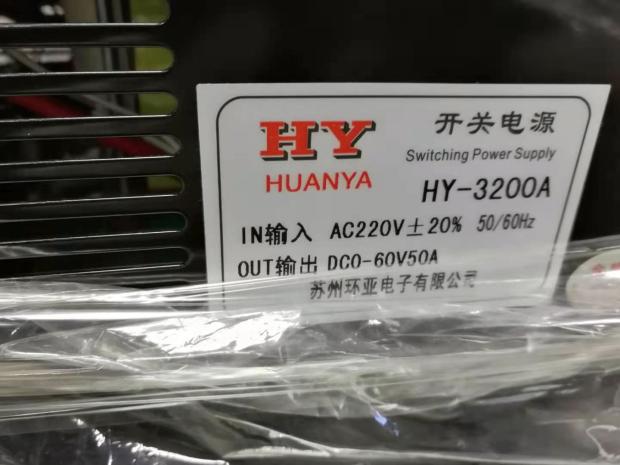 HY
HUANYA
开关电源
Switching Power Supply
HY-3200A
IN输入 AC220V±20% 50/60Hz
OUT输出 DC0-60V50A
苏州环亚电子有限公司